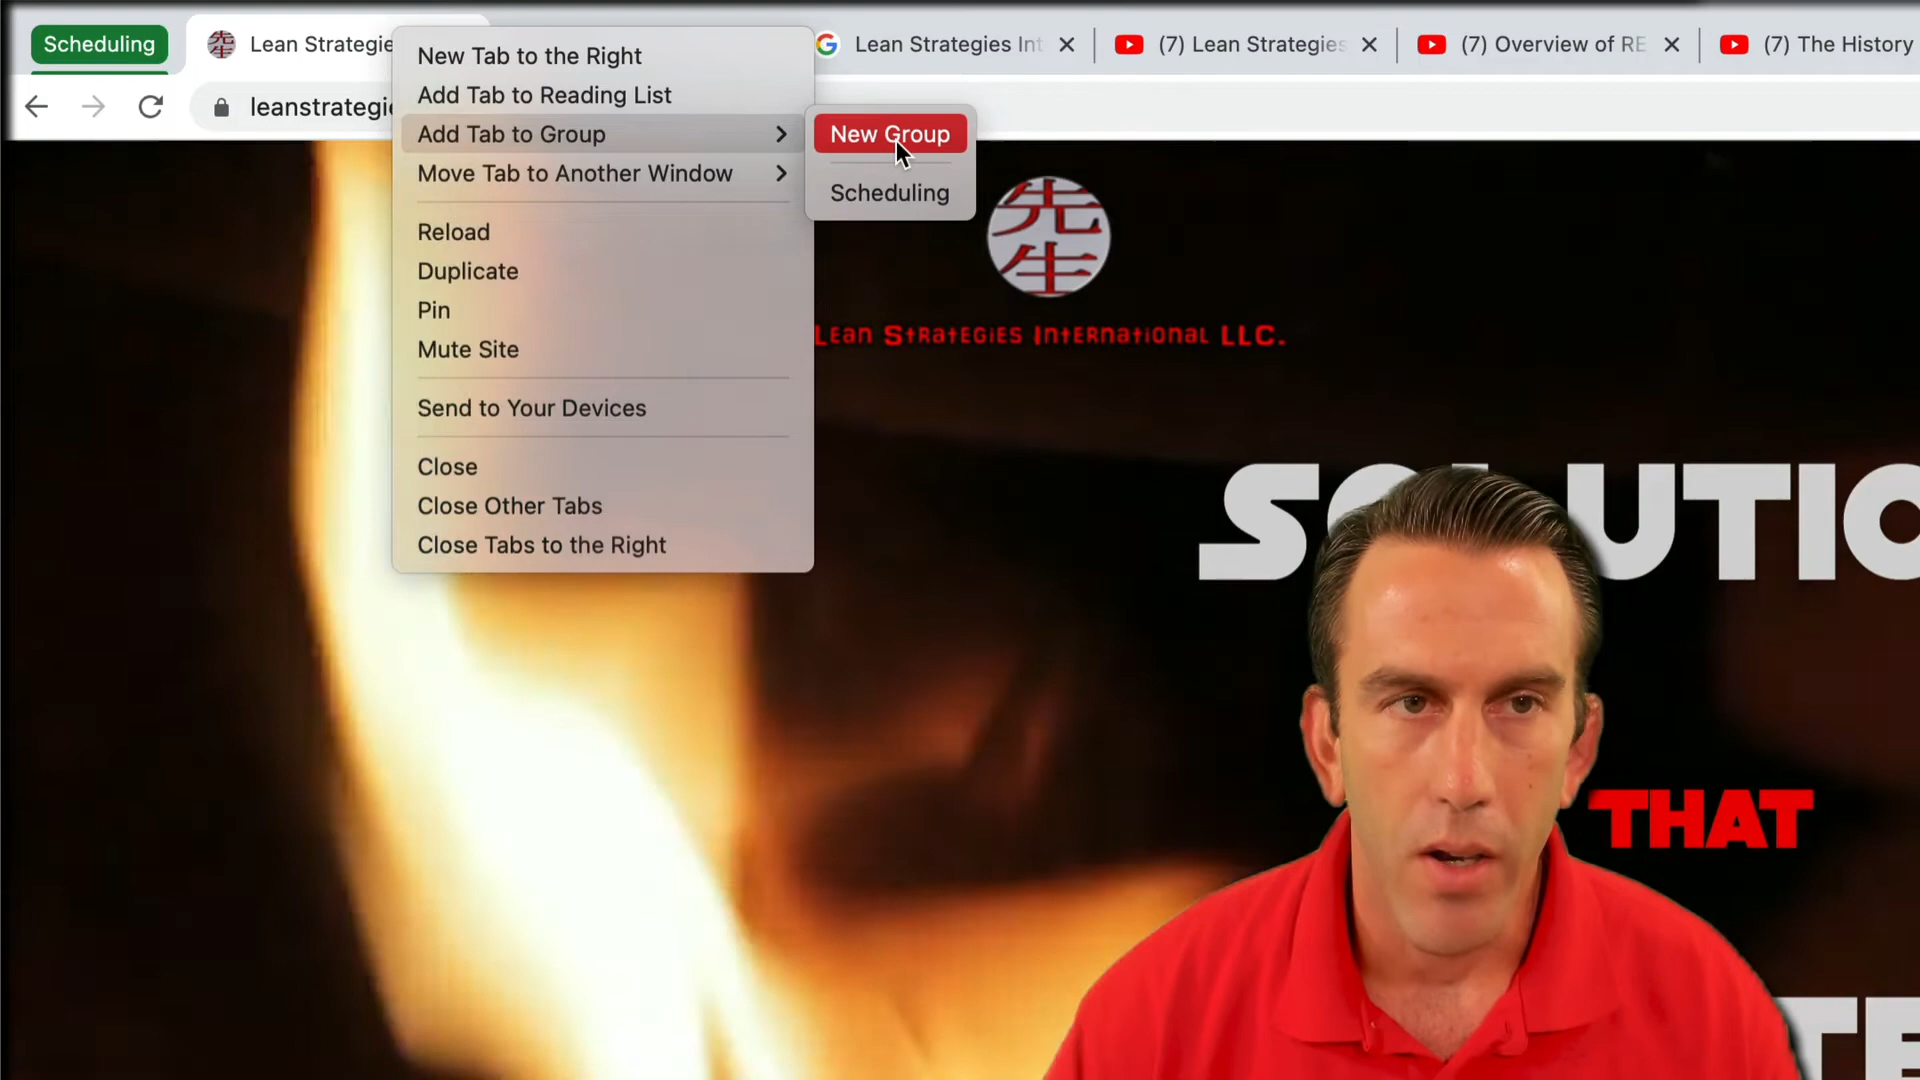 Scheduling
Lean Strategie
Lean Strategies Int
(7) Lean Strategies
(7) Overview of RE
(7) The History
leanstrategie
New Tab to the Right
Add Tab to Reading List
Add Tab to Group
Move Tab to Another Window
Reload
Duplicate
Pin
Mute Site
Send to Your Devices
Close
Close Other Tabs
Close Tabs to the Right
New Group
Scheduling
先
生
Lean Strategies International LLC.
SOLUTIO
THAT
TE